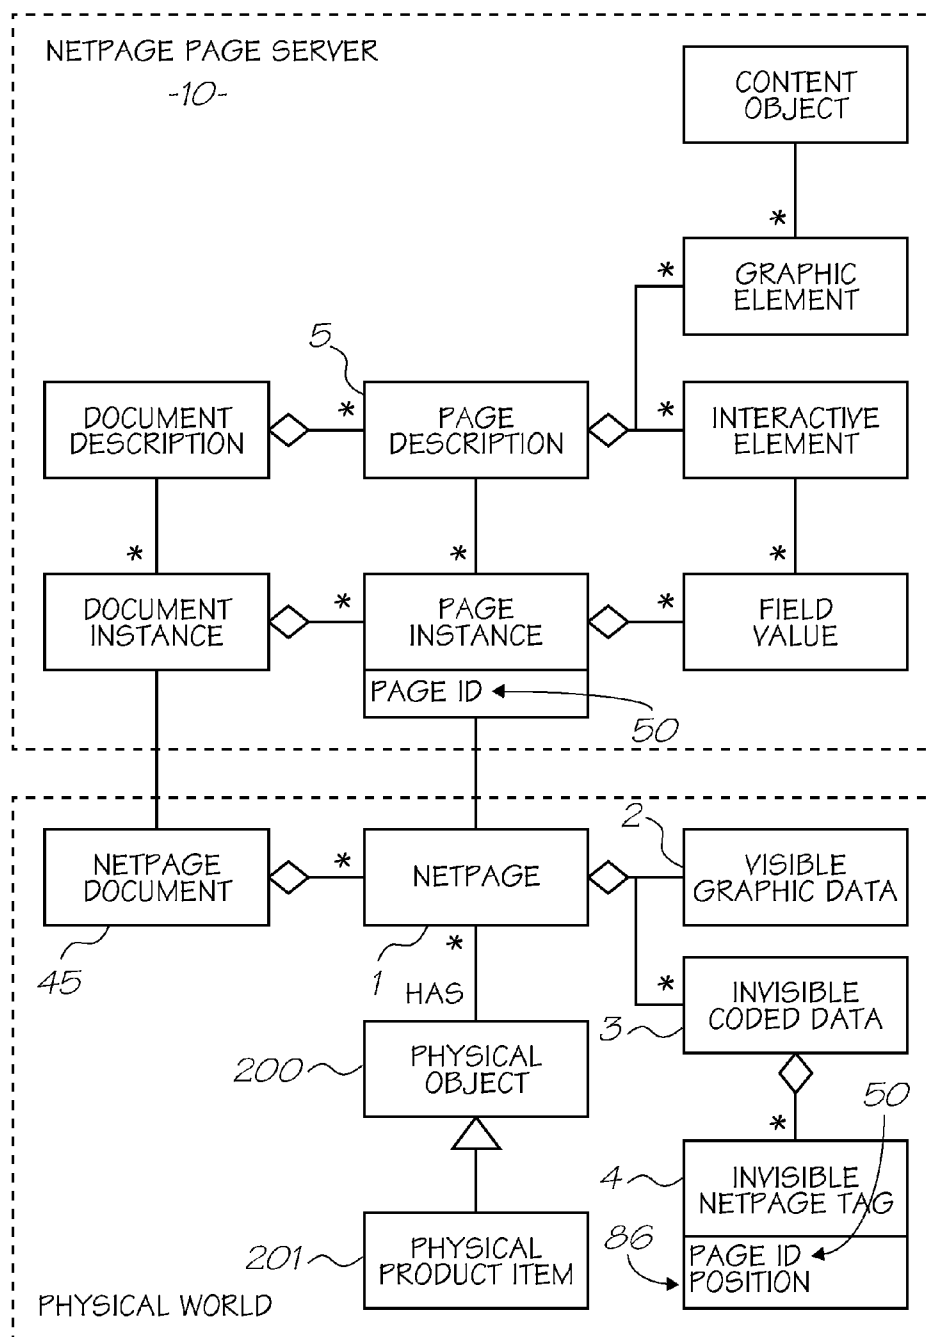 NETPAGE PAGE SERVER
-10-
CONTENT
OBJECT
*
*
GRAPHIC
ELEMENT
5
DOCUMENT
DESCRIPTION
*
PAGE
DESCRIPTION
*
INTERACTIVE
ELEMENT
*
*
*
DOCUMENT
INSTANCE
*
PAGE
INSTANCE
*
FIELD
VALUE
PAGE ID
50
NETPAGE
DOCUMENT
*
NETPAGE
2
VISIBLE
GRAPHIC DATA
45
1
*
HAS
*
3
INVISIBLE
CODED DATA
200
PHYSICAL
OBJECT
50
*
4
INVISIBLE
NETPAGE TAG
201
PHYSICAL
PRODUCT ITEM
86
PAGE ID
POSITION
PHYSICAL WORLD